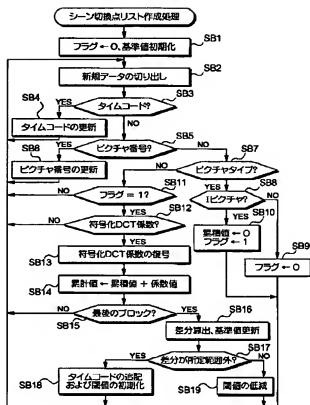 シーン切換点リスト作成処理
フラグ←0、基準値初期化
SB1
新規データの切り出し
SB2
SB3
SB4
YES
タイムコード?
タイムコードの更新
NO
SB5
SB6
YES
ピクチャ番号?
NO
SB7
ピクチャ番号の更新
ピクチャタイプ?
SB11
NO
SB8
NO
フラグ=1?
Iピクチャ?
NO
YES
SB12
YES
SB10
NO
符号化DCT係数?
累積値←0
フラグ←1
SB9
YES
符号化DCT係数の復号
SB13
フラグ←0
累計値←累積値+係数値
SB14
NO
最後のブロック?
YES
SB16
SB15
差分算出、基準値更新
SB17
YES
差分が所定範囲外?
NO
タイムコードの追記
および閾値の初期化
SB18
閾値の低減
SB19